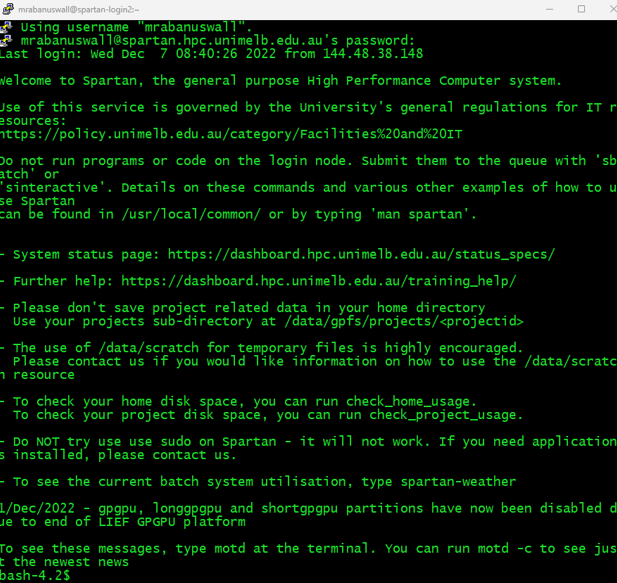 mrabanuswall@spartan-login2:~
Using username "mrabanuswall".
mrabanuswall@spartan.hpc.unimelb.edu.au's password:
Last login: Wed Dec  7 08:40:26 2022 from 144.48.38.148
Welcome to Spartan, the general purpose High Performance Computer system.
Use of this service is governed by the University's general regulations for IT r
esources:
https://policy.unimelb.edu.au/category/Facilities%20and%20IT
Do not run programs or code on the login node. Submit them to the queue with 'sb
atch' or
'sinteractive'. Details on these commands and various other examples of how to u
se Spartan
can be found in /usr/local/common/ or by typing 'man spartan'.
- System status page: https://dashboard.hpc.unimelb.edu.au/status_specs/
- Further help: https://dashboard.hpc.unimelb.edu.au/training_help/
- Please don't save project related data in your home directory
Use your projects sub-directory at /data/gpfs/projects/<projectid>
- The use of /data/scratch for temporary files is highly encouraged.
Please contact us if you would like information on how to use the /data/scratc
h resource
- To check your home disk space, you can run check_home_usage.
To check your project disk space, you can run check_project_usage.
- Do NOT try use use sudo on Spartan - it will not work. If you need application
s installed, please contact us.
- To see the current batch system utilisation, type spartan-weather
1/Dec/2022 - gpgpu, longgpgpu and shortgpgpu partitions have now been disabled d
ue to end of LIEF GPGPU platform
To see these messages, type motd at the terminal. You can run motd -c to see jus
t the newest news
bash-4.2$